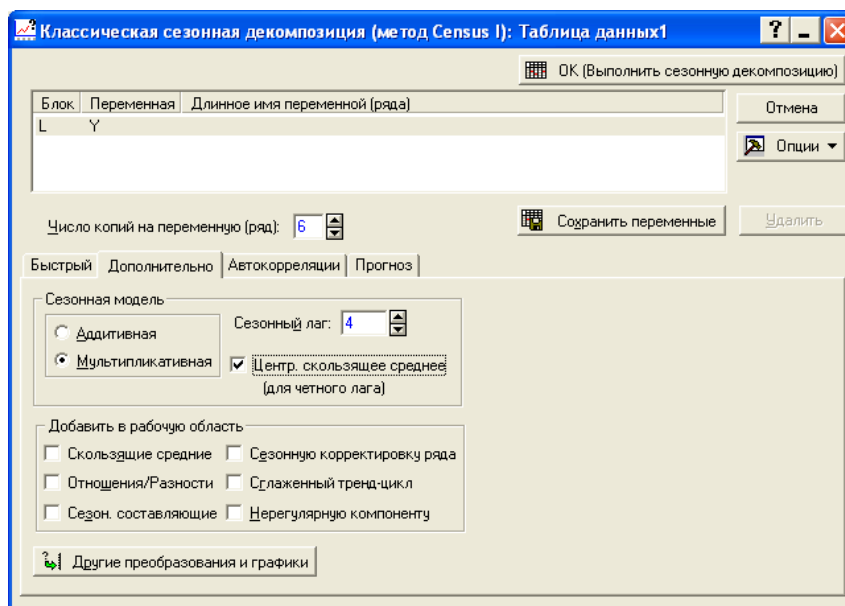 Классическая сезонная декомпозиция (метод Census I): Таблица данных1
OK (Выполнить сезонную декомпозицию)
Блок Переменная Длинное имя переменной (ряда)
L Y
Отмена
Опции
Число копий на переменную (ряд): 6
Сохранить переменные
Удалить
Быстрый Дополнительно Автокорреляции Прогноз
Сезонная модель
Аддитивная
Мультипликативная
Сезонный лаг: 4
Центр. скользящее среднее
(для четного лага)
Добавить в рабочую область
Скользящие средние Сезонную корректировку ряда
Отношения/Разности Сглаженный тренд-цикл
Сезон. составляющие Нерегулярную компоненту
Другие преобразования и графики